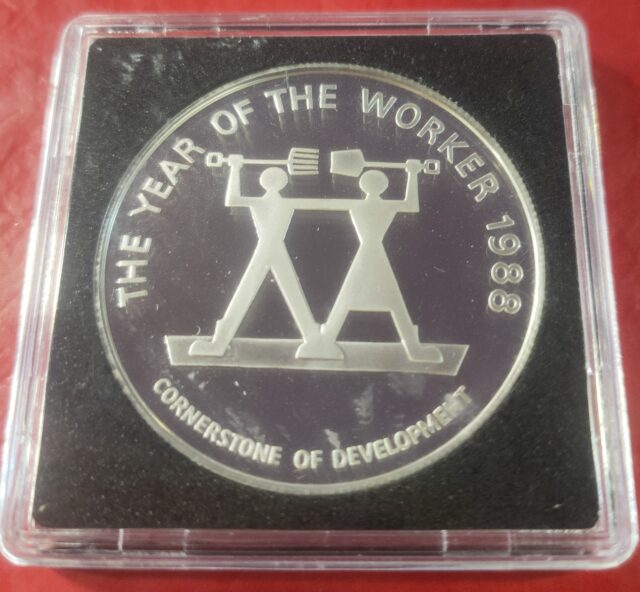 THE YEAR OF THE WORKER 1988
CORNERSTONE OF DEVELOPMENT